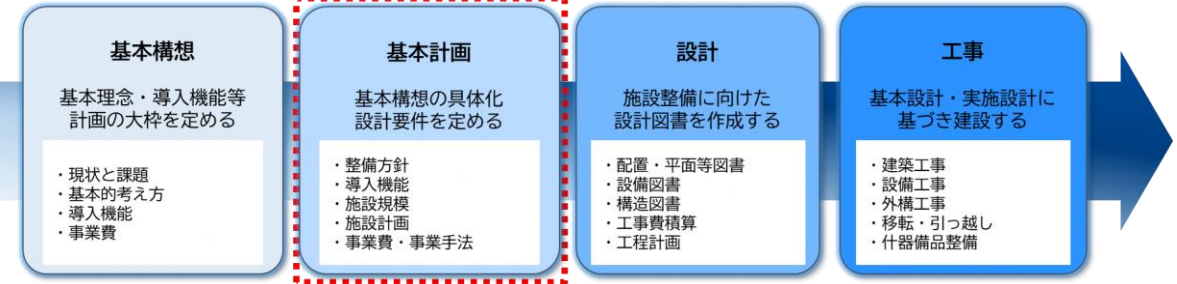 基本構想
基本理念・導入機能等
計画の大枠を定める
・現状と課題
・基本的考え方
・導入機能
・事業費
基本計画
基本構想の具体化
設計要件を定める
・整備方針
・導入機能
・施設規模
・施設計画
・事業費・事業手法
設計
施設整備に向けた
設計図書を作成する
・配置・平面等図書
・設備図書
・構造図書
・工事費積算
・工程計画
工事
基本設計・実施設計に
基づき建設する
・建築工事
・設備工事
・外構工事
・移転・引っ越し
・什器備品整備